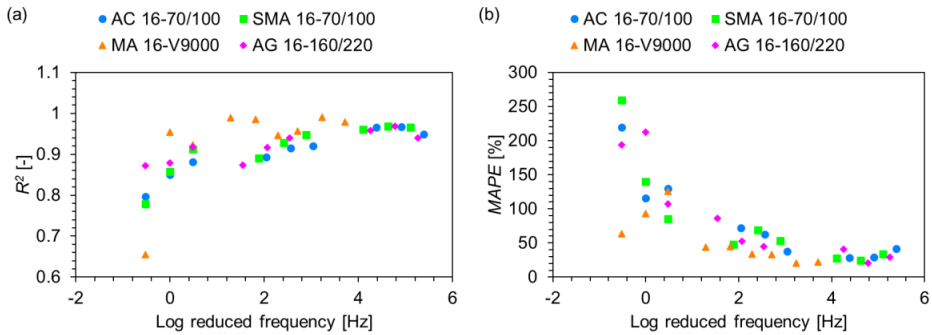 (a)
AC 16-70/100 SMA 16-70/100
MA 16-V9000 AG 16-160/220
1.1
1
0.9
0.8
0.7
0.6
R² [-]
-2 0 2 4 6
Log reduced frequency [Hz]
(b)
AC 16-70/100 SMA 16-70/100
MA 16-V9000 AG 16-160/220
300
250
200
150
100
50
0
MAPE [%]
-2 0 2 4 6
Log reduced frequency [Hz]